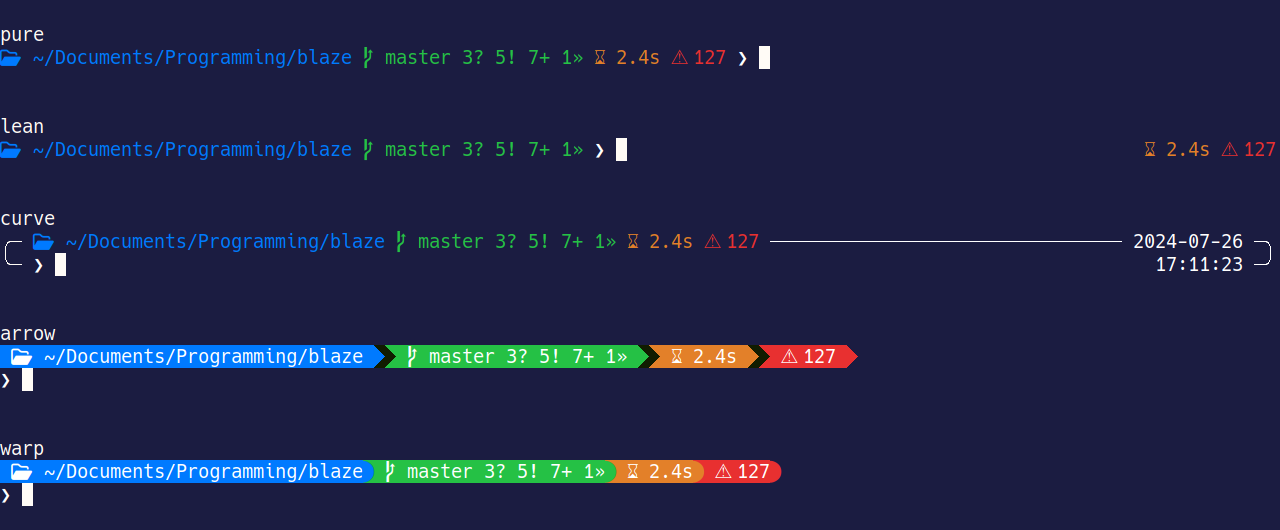 pure
~/Documents/Programming/blaze master 3? 5! 7+ 1» 2.4s ⚠ 127 ❯
lean
~/Documents/Programming/blaze master 3? 5! 7+ 1» ❯ 2.4s ⚠ 127
curve
~/Documents/Programming/blaze master 3? 5! 7+ 1» 2.4s ⚠ 127 2024-07-26
❯ 17:11:23
arrow
~/Documents/Programming/blaze master 3? 5! 7+ 1» 2.4s ⚠ 127
❯
warp
~/Documents/Programming/blaze master 3? 5! 7+ 1» 2.4s ⚠ 127
❯